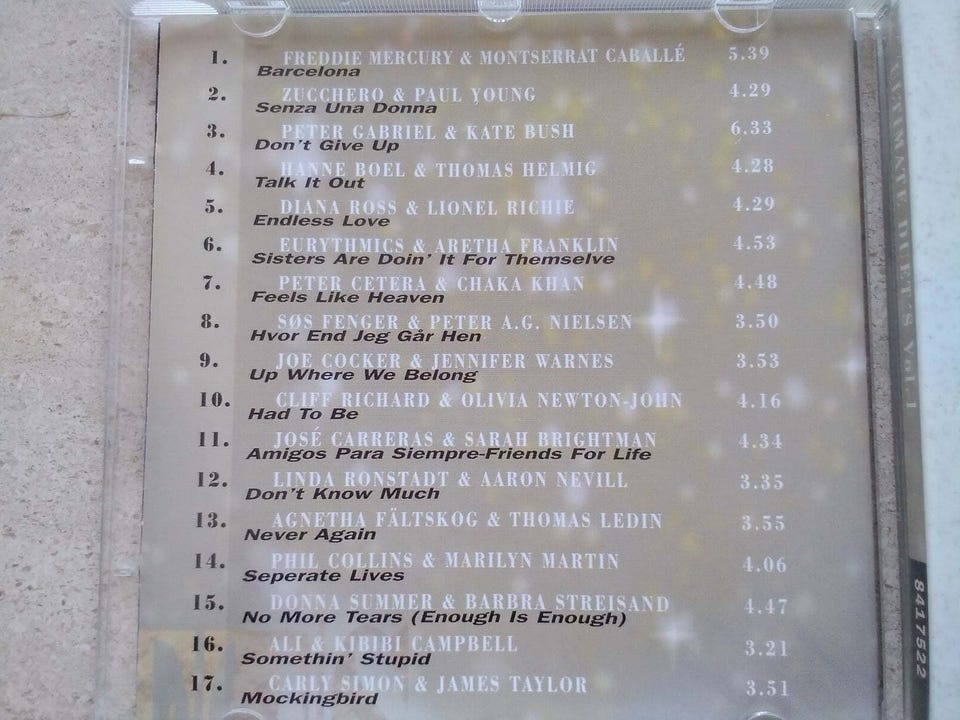 1. FREDDIE MERCURY & MONTSERRAT CABALLÉ 5.39
Barcelona
2. ZUCCHERO & PAUL YOUNG 4.29
Senza Una Donna
3. PETER GABRIEL & KATE BUSH 6.33
Don't Give Up
4. HANNE BOEL & THOMAS HELMIG 4.28
Talk It Out
5. DIANA ROSS & LIONEL RICHIE 4.29
Endless Love
6. EURYTHMICS & ARETHA FRANKLIN 4.53
Sisters Are Doin' It For Themselve
7. PETER CETERA & CHAKA KHAN 4.48
Feels Like Heaven
8. SØS FENGER & PETER A.G. NIELSEN 3.50
Hvor End Jeg Går Hen
9. JOE COCKER & JENNIFER WARNES 3.53
Up Where We Belong
10. CLIFF RICHARD & OLIVIA NEWTON-JOHN 4.16
Had To Be
11. JOSÉ CARRERAS & SARAH BRIGHTMAN 4.34
Amigos Para Siempre-Friends For Life
12. LINDA RONSTADT & AARON NEVILL 3.35
Don't Know Much
13. AGNETHA FÄLTSKOG & THOMAS LEDIN 3.55
Never Again
14. PHIL COLLINS & MARILYN MARTIN 4.06
Seperate Lives
15. DONNA SUMMER & BARBRA STREISAND 4.47
No More Tears (Enough Is Enough)
16. ALI & KIBIBI CAMPBELL 3.21
Somethin' Stupid
17. CARLY SIMON & JAMES TAYLOR 3.51
Mockingbird
ULTIMATE DUETS Vol. 1
8417522